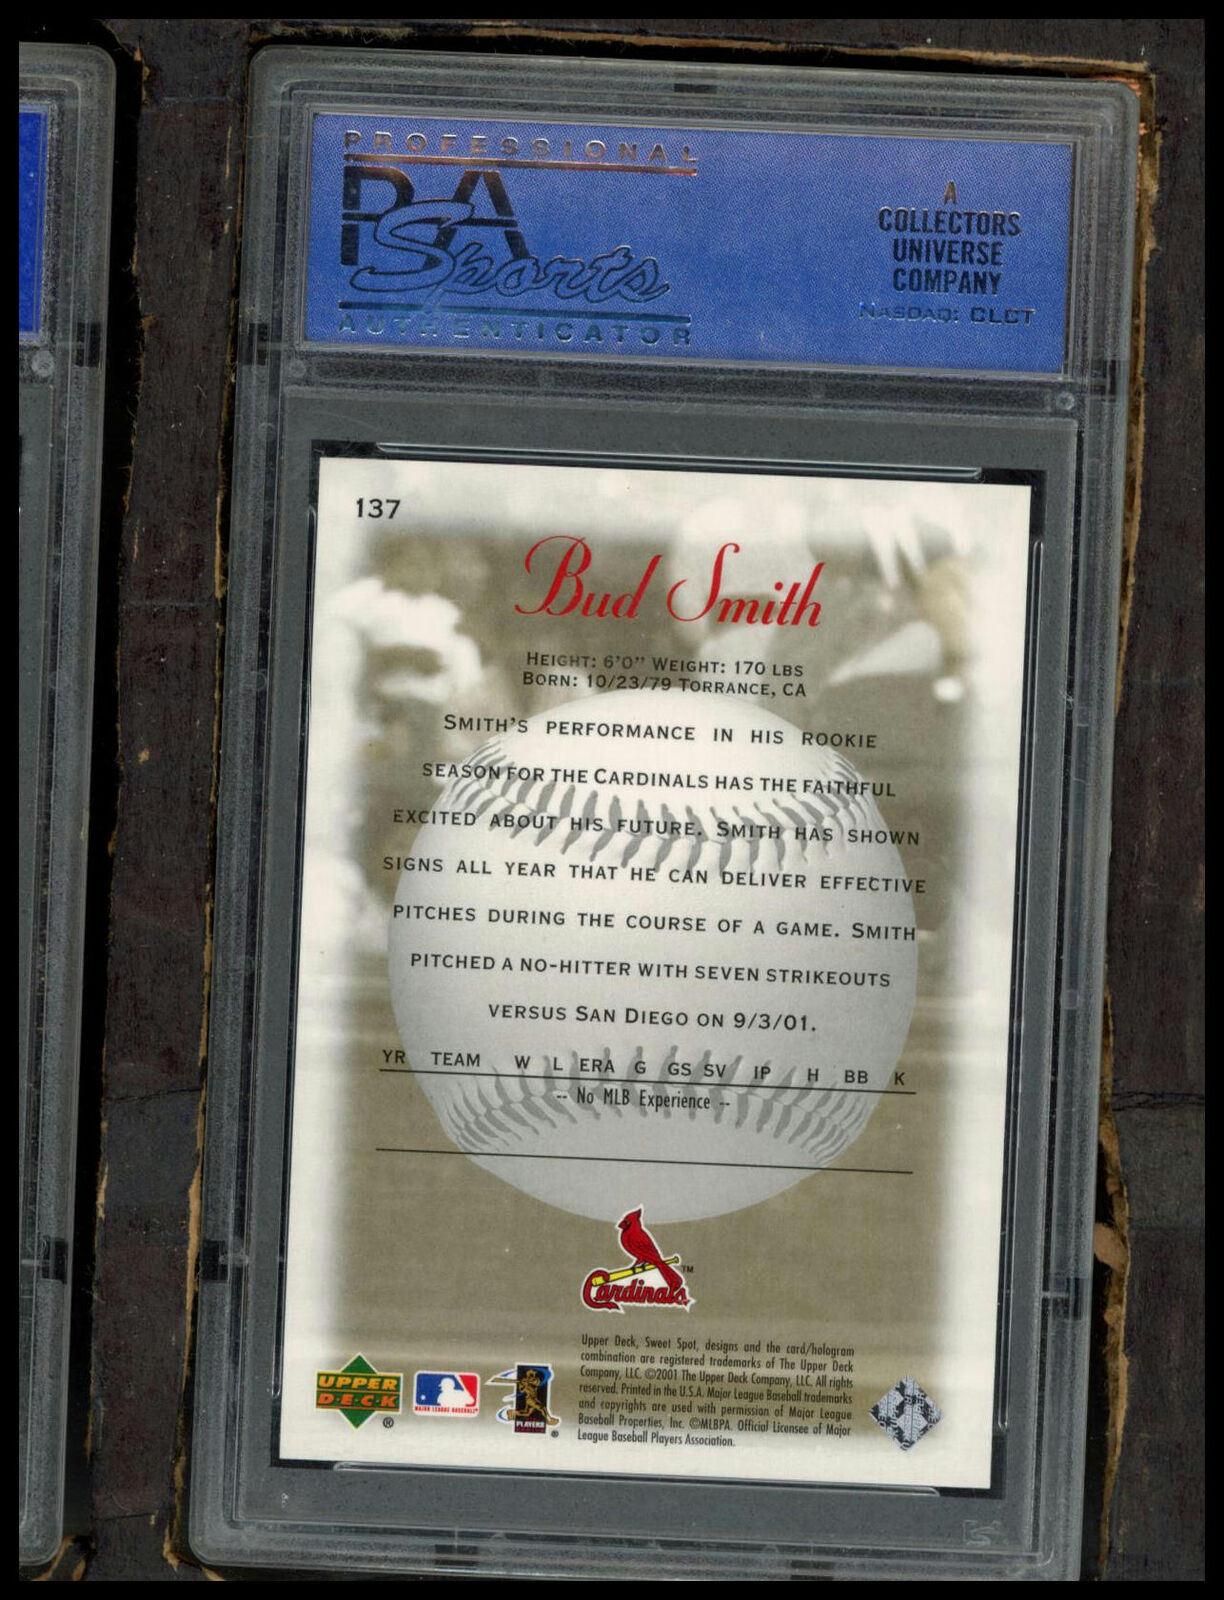 PROFESSIONAL
PSA
Sports
AUTHENTICATOR
A
COLLECTORS
UNIVERSE
COMPANY
NASDAQ: CLCT
137
Bud Smith
HEIGHT: 6'0" WEIGHT: 170 LBS
BORN: 10/23/79 TORRANCE, CA
SMITH'S PERFORMANCE IN HIS ROOKIE
SEASON FOR THE CARDINALS HAS THE FAITHFUL
EXCITED ABOUT HIS FUTURE. SMITH HAS SHOWN
SIGNS ALL YEAR THAT HE CAN DELIVER EFFECTIVE
PITCHES DURING THE COURSE OF A GAME. SMITH
PITCHED A NO-HITTER WITH SEVEN STRIKEOUTS
VERSUS SAN DIEGO ON 9/3/01.
YR TEAM W L ERA G GS SV IP H BB K
-- No MLB Experience --
Cardinals TM
Upper Deck, Sweet Spot, designs and the card/hologram
combination are registered trademarks of The Upper Deck
Company, LLC. ©2001 The Upper Deck Company, LLC. All rights
reserved. Printed in the U.S.A. Major League Baseball trademarks
and copyrights are used with permission of Major League
Baseball Properties, Inc. ©MLBPA. Official Licensee of Major
League Baseball Players Association.
UPPER
DECK
®
MAJOR LEAGUE BASEBALL
PLAYERS
®